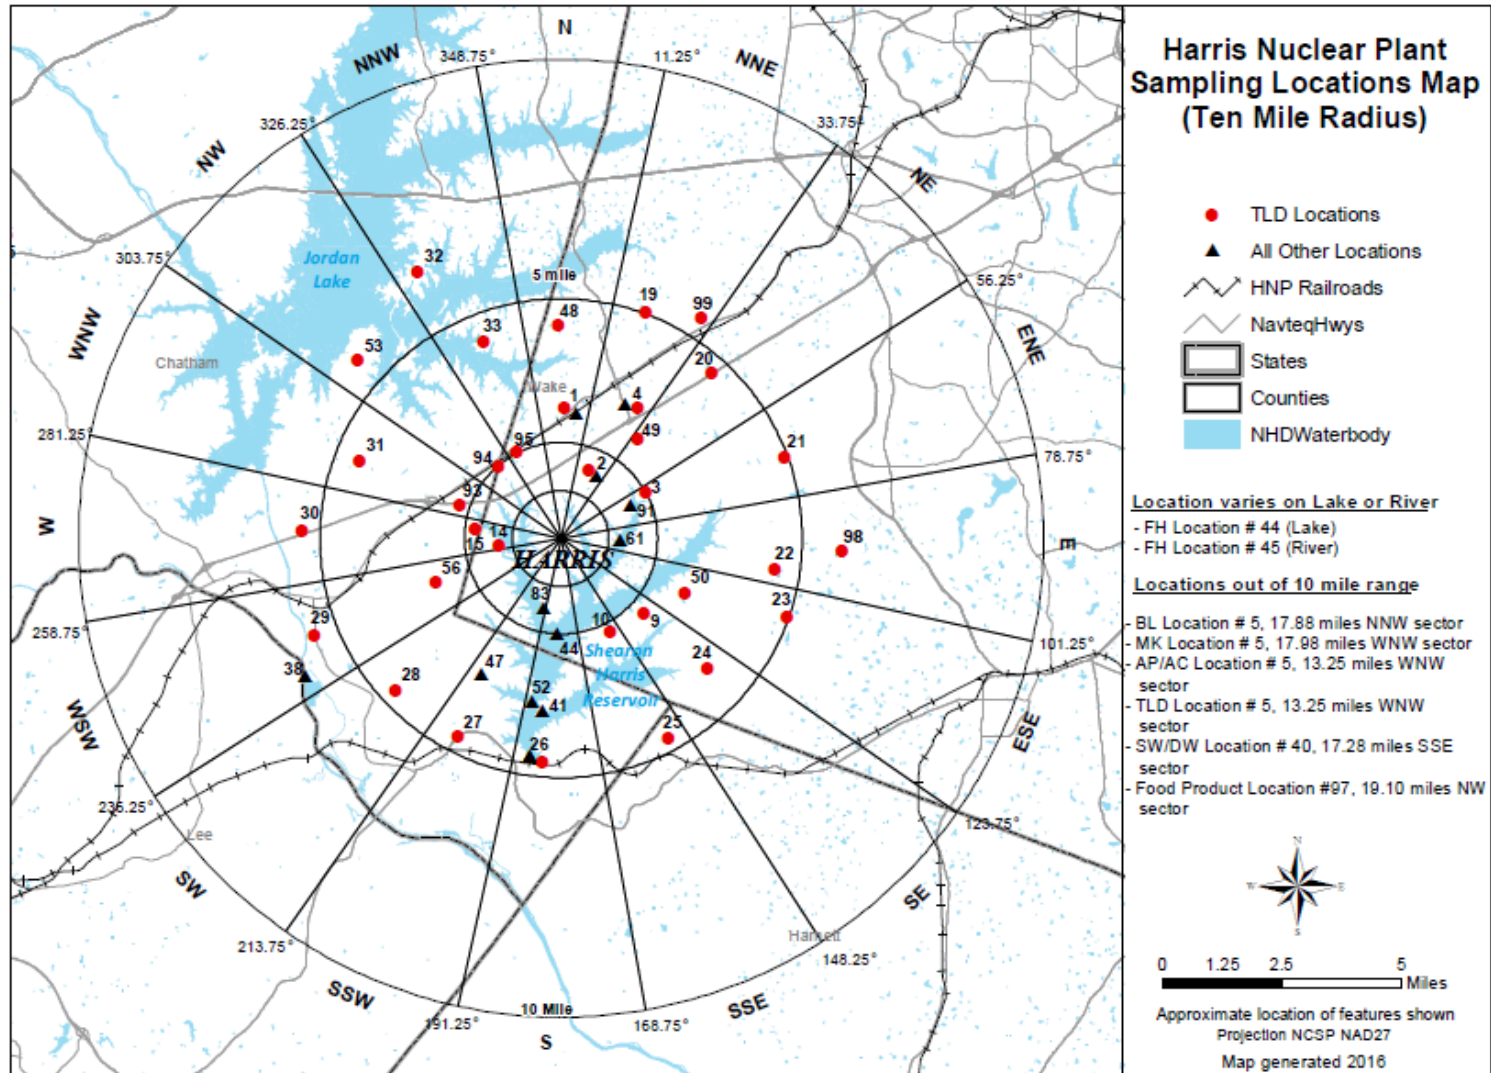 Harris Nuclear Plant
Sampling Locations Map
(Ten Mile Radius)
TLD Locations
All Other Locations
HNP Railroads
NavteqHwys
States
Counties
NHDWaterbody
Location varies on Lake or River
- FH Location # 44 (Lake)
- FH Location # 45 (River)
Locations out of 10 mile range
- BL Location # 5, 17.88 miles NNW sector
- MK Location # 5, 17.98 miles WNW sector
- AP/AC Location # 5, 13.25 miles WNW
sector
- TLD Location # 5, 13.25 miles WNW
sector
- SW/DW Location # 40, 17.28 miles SSE
sector
- Food Product Location #97, 19.10 miles NW
sector
N
W E
S
0 1.25 2.5 5
Miles
Approximate location of features shown
Projection NCSP NAD27
Map generated 2016
N
NNW
348.75°
11.25°
NNE
326.25°
33.75°
NW
NE
303.75°
Jordan
Lake
32
5 mile
56.25°
19
99
48
33
WNW
ENE
Chatham
53
20
Wake
1
4
281.25°
31
95
49
21
78.75°
94
2
93
3
W
30
91
14
15
61
98
E
HARRIS
22
56
50
83
23
29
10
9
258.75°
101.25°
44
Shearon
Harris
Reservoir
24
38
28
47
52
41
WSW
ESE
27
25
26
236.25°
123.75°
Lee
SW
SE
213.75°
Harnett
148.25°
SSW
10 Mile
SSE
191.25°
168.75°
S